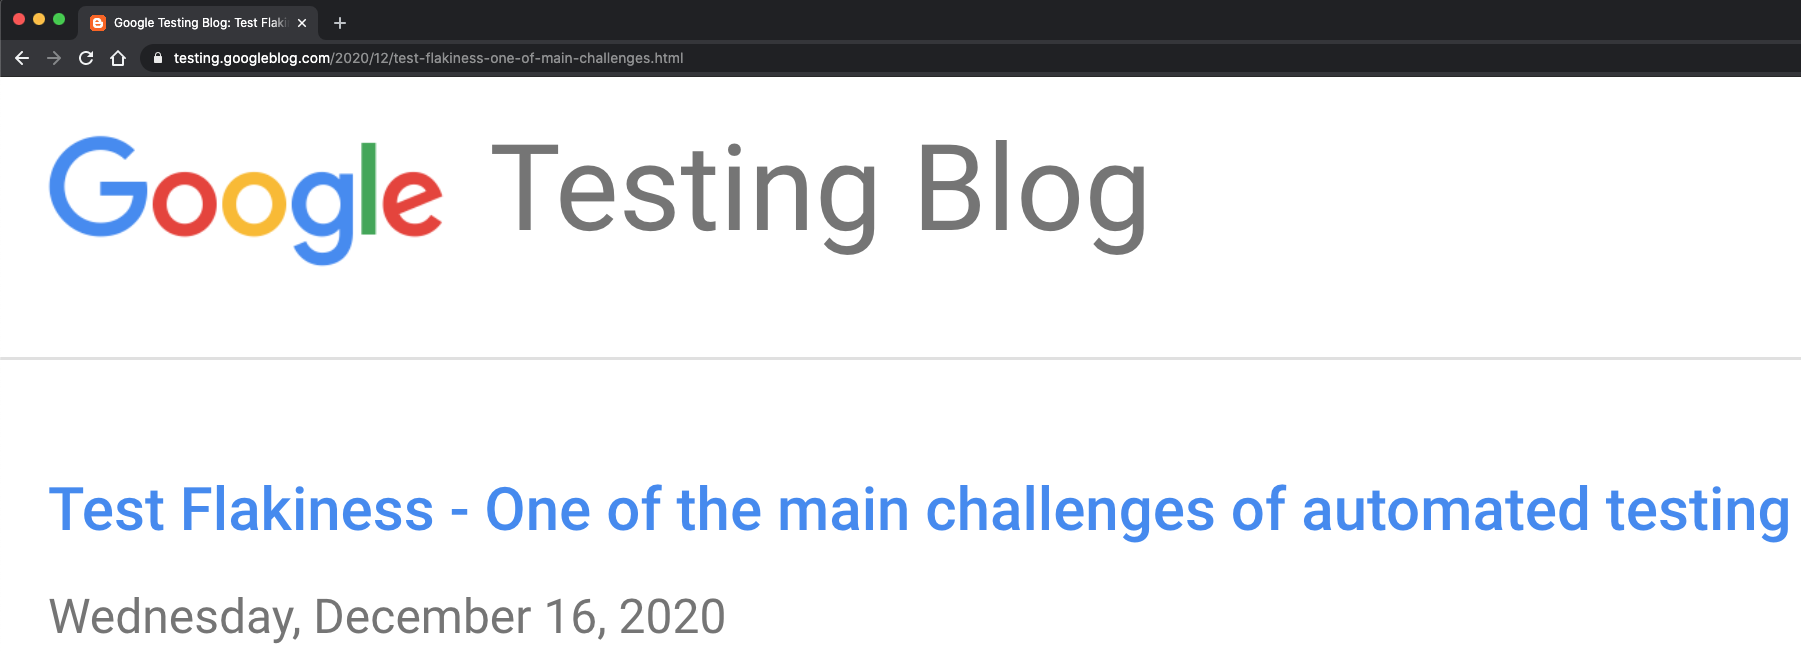 Google Testing Blog: Test Flaki
testing.googleblog.com/2020/12/test-flakiness-one-of-main-challenges.html
Google Testing Blog
Test Flakiness - One of the main challenges of automated testing
Wednesday, December 16, 2020